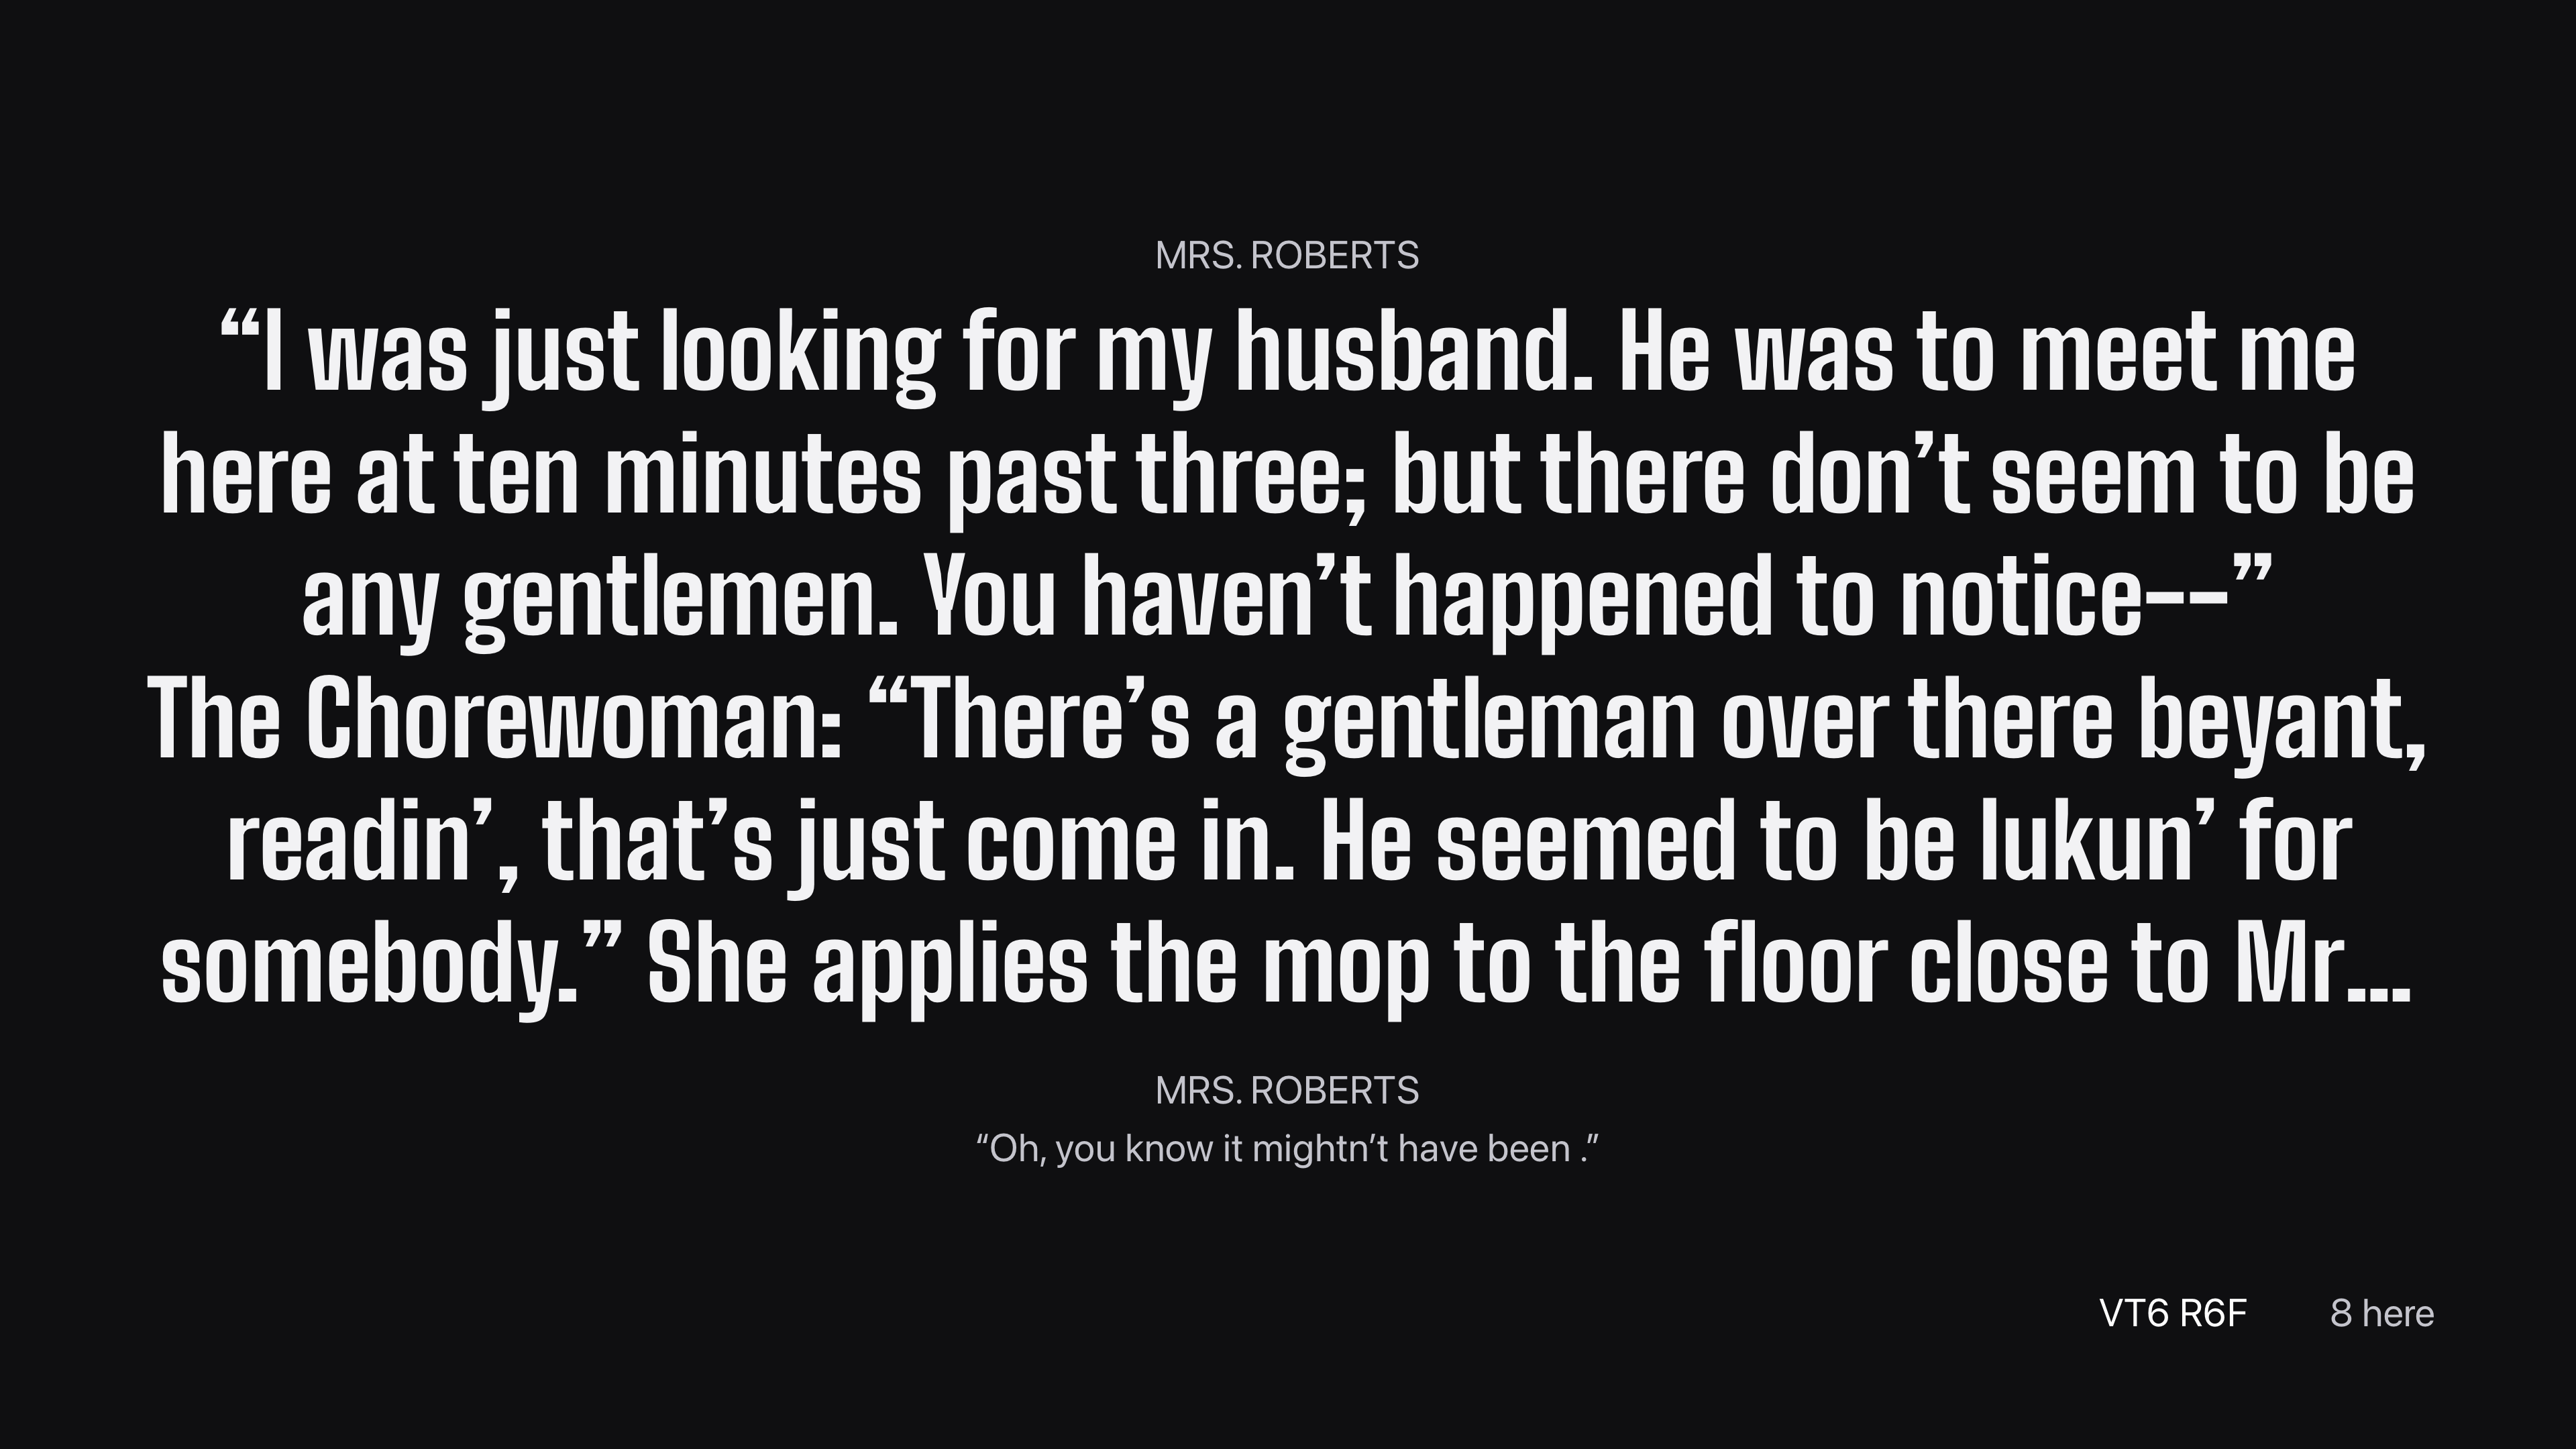 MRS. ROBERTS
“I was just looking for my husband. He was to meet me
here at ten minutes past three; but there don’t seem to be
any gentlemen. You haven’t happened to notice--”
The Chorewoman: “There’s a gentleman over there beyant,
readin’, that’s just come in. He seemed to be lukun’ for
somebody.” She applies the mop to the floor close to Mr...
MRS. ROBERTS
“Oh, you know it mightn’t have been .”
VT6 R6F 8 here